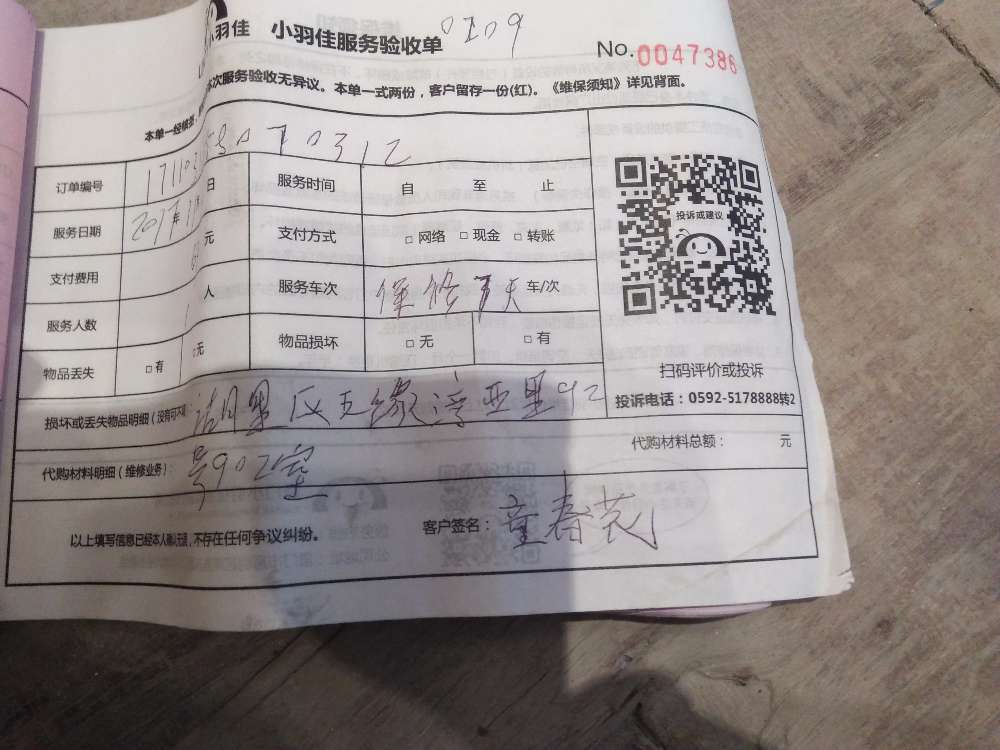 小羽佳 小羽佳服务验收单 0109
No.0047386
本次服务验收无异议。本单一式两份，客户留存一份(红)。《维保须知》详见背面。
本单一经
订单编号 171102 0312
服务时间 自 至 止
服务日期 2017年 日
支付方式 □网络 □现金 □转账
支付费用 元
服务车次 保修7天 车/次
服务人数 人
物品损坏 □无 □有
物品丢失 □有 □无
投诉或建议
扫码评价或投诉
投诉电话：0592-5178888转2
损坏或丢失物品明细(没有可不填)： 区五缘湾亚里92
代购材料总额： 元
代购材料明细(维修业务)： 号902室
以上填写信息已经本人确认无误，不存在任何争议纠纷。
客户签名：童春花